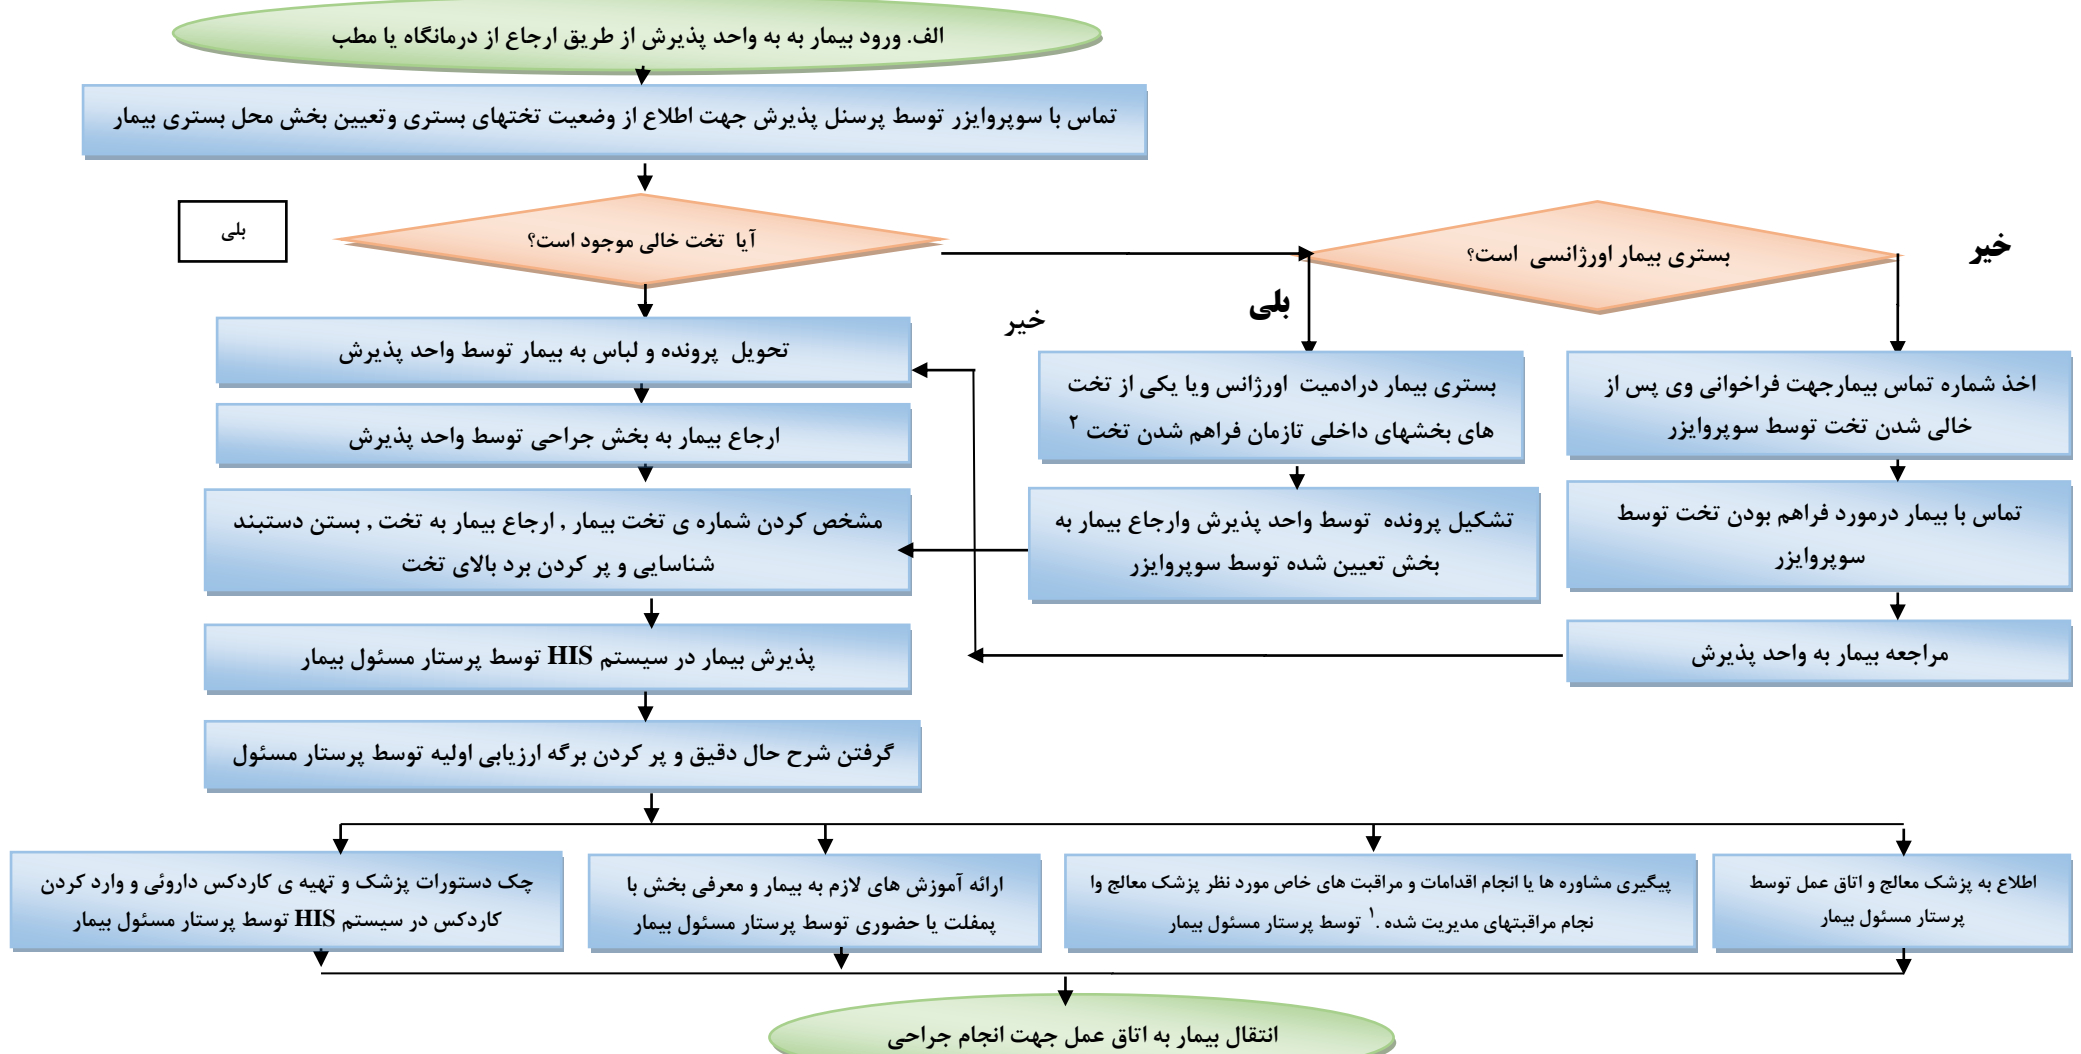 الف. ورود بیمار به به واحد پذیرش از طریق ارجاع از درمانگاه یا مطب
تماس با سوپروایزر توسط پرسنل پذیرش جهت اطلاع از وضعیت تختهای بستری وتعیین بخش محل بستری بیمار
بلی
آیا تخت خالی موجود است؟
بستری بیمار اورژانسی است؟
خیر
بلی
خیر
تحویل پرونده و لباس به بیمار توسط واحد پذیرش
بستری بیمار درادمیت اورژانس ویا یکی از تخت
های بخشهای داخلی تازمان فراهم شدن تخت ۲
اخذ شماره تماس بیمارجهت فراخوانی وی پس از
خالی شدن تخت توسط سوپروایزر
ارجاع بیمار به بخش جراحی توسط واحد پذیرش
مشخص کردن شماره ی تخت بیمار , ارجاع بیمار به تخت , بستن دستبند
شناسایی و پر کردن برد بالای تخت
تشکیل پرونده توسط واحد پذیرش وارجاع بیمار به
بخش تعیین شده توسط سوپروایزر
تماس با بیمار درمورد فراهم بودن تخت توسط
سوپروایزر
پذیرش بیمار در سیستم HIS توسط پرستار مسئول بیمار
مراجعه بیمار به واحد پذیرش
گرفتن شرح حال دقیق و پر کردن برگه ارزیابی اولیه توسط پرستار مسئول
اطلاع به پزشک معالج و اتاق عمل توسط
پرستار مسئول بیمار
پیگیری مشاوره ها یا انجام اقدامات و مراقبت های خاص مورد نظر پزشک معالج وا
نجام مراقبتهای مدیریت شده .۱ توسط پرستار مسئول بیمار
ارائه آموزش های لازم به بیمار و معرفی بخش با
پمفلت یا حضوری توسط پرستار مسئول بیمار
چک دستورات پزشک و تهیه ی کاردکس داروئی و وارد کردن
کاردکس در سیستم HIS توسط پرستار مسئول بیمار
انتقال بیمار به اتاق عمل جهت انجام جراحی